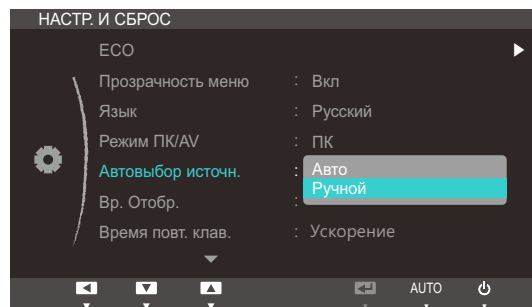 НАСТР. И СБРОС
ECO
Прозрачность меню : Вкл
Язык : Русский
Режим ПК/AV : ПК
Автовыбор источн. : Авто
Ручной
Вр. Отобр. :
Время повт. клав. : Ускорение
AUTO